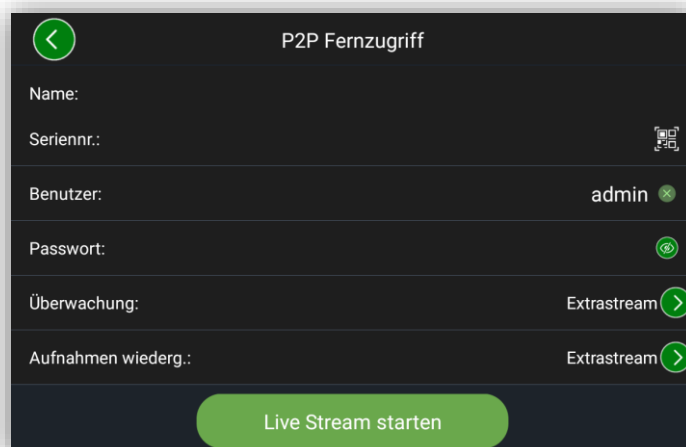 P2P Fernzugriff
Name:
Seriennr.:
Benutzer: admin
Passwort:
Überwachung: Extrastream
Aufnahmen wiederg.: Extrastream
Live Stream starten